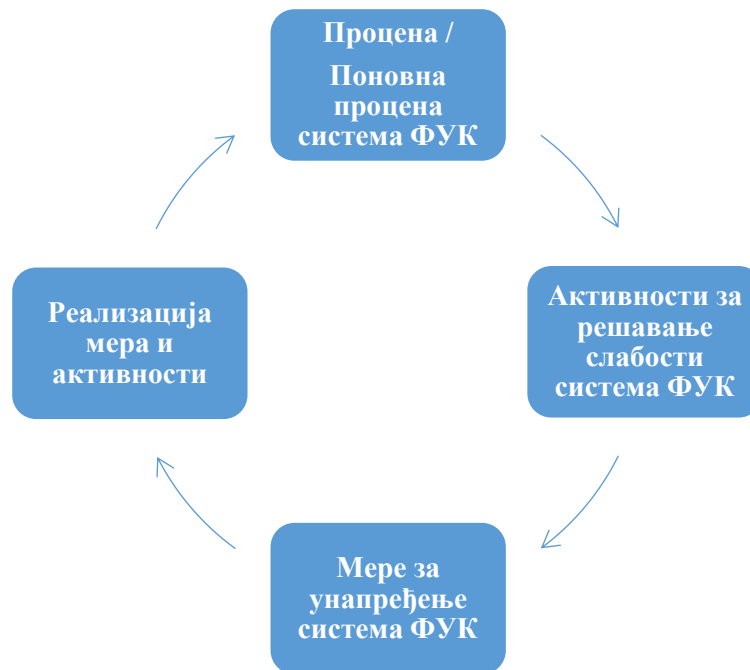 Процена /
Поновна
процена
система ФУК
Активности за
решавање
слабости
система ФУК
Мере за
унапређење
система ФУК
Реализација
мера и
активности